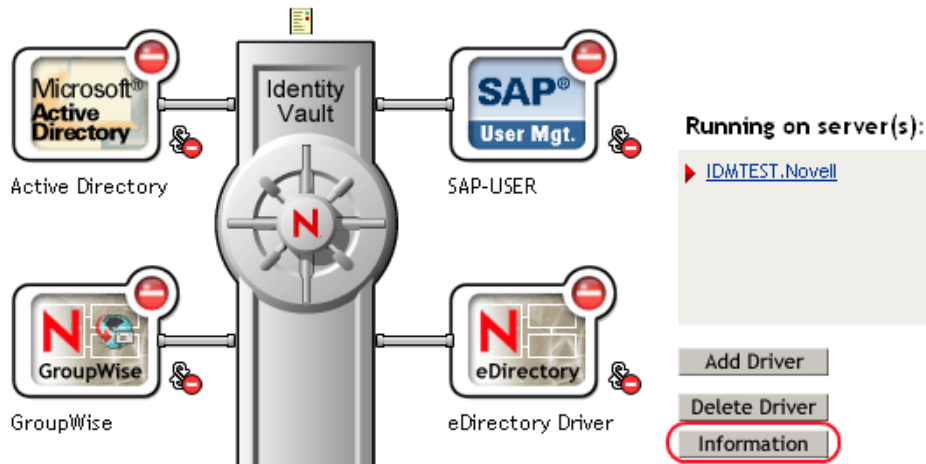 Microsoft®
Active
Directory
Active Directory
Identity
Vault
SAP®
User Mgt.
SAP-USER
N
N
GroupWise
GroupWise
N
eDirectory
eDirectory Driver
Running on server(s):
IDMTEST.Novell
Add Driver
Delete Driver
Information